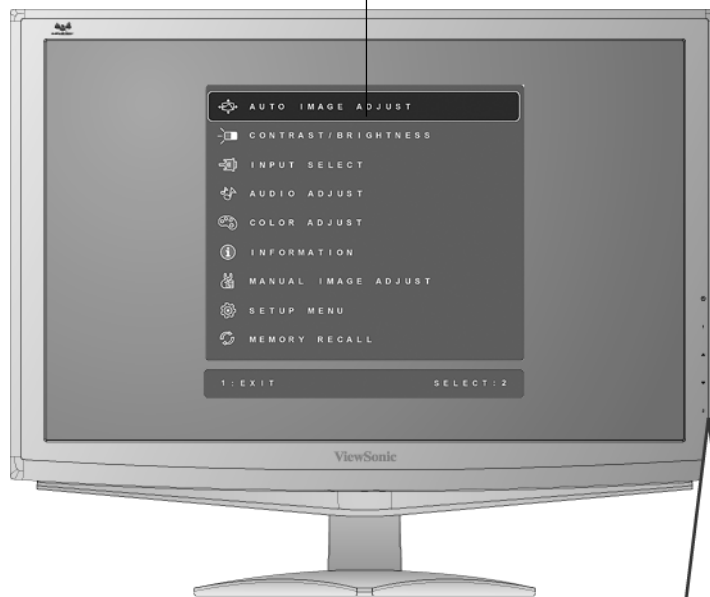 AUTO IMAGE ADJUST
CONTRAST/BRIGHTNESS
INPUT SELECT
AUDIO ADJUST
COLOR ADJUST
INFORMATION
MANUAL IMAGE ADJUST
SETUP MENU
MEMORY RECALL
1:EXIT SELECT:2
ViewSonic